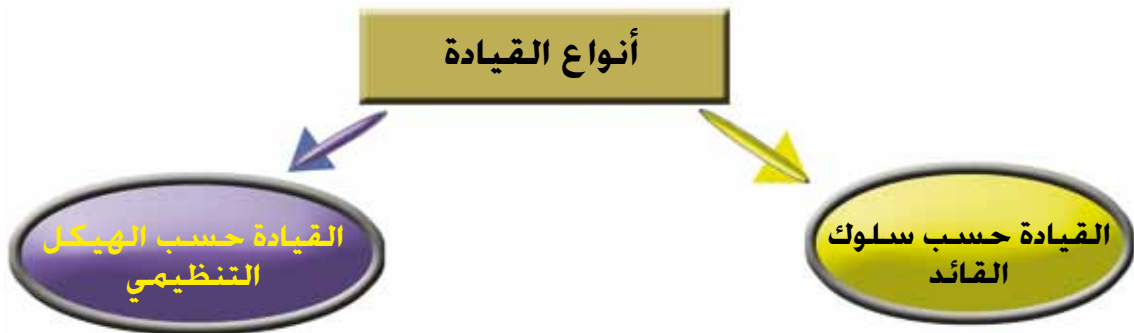 أنواع القيادة
القيادة حسب سلوك
القائد
القيادة حسب الهيكل
التنظيمي